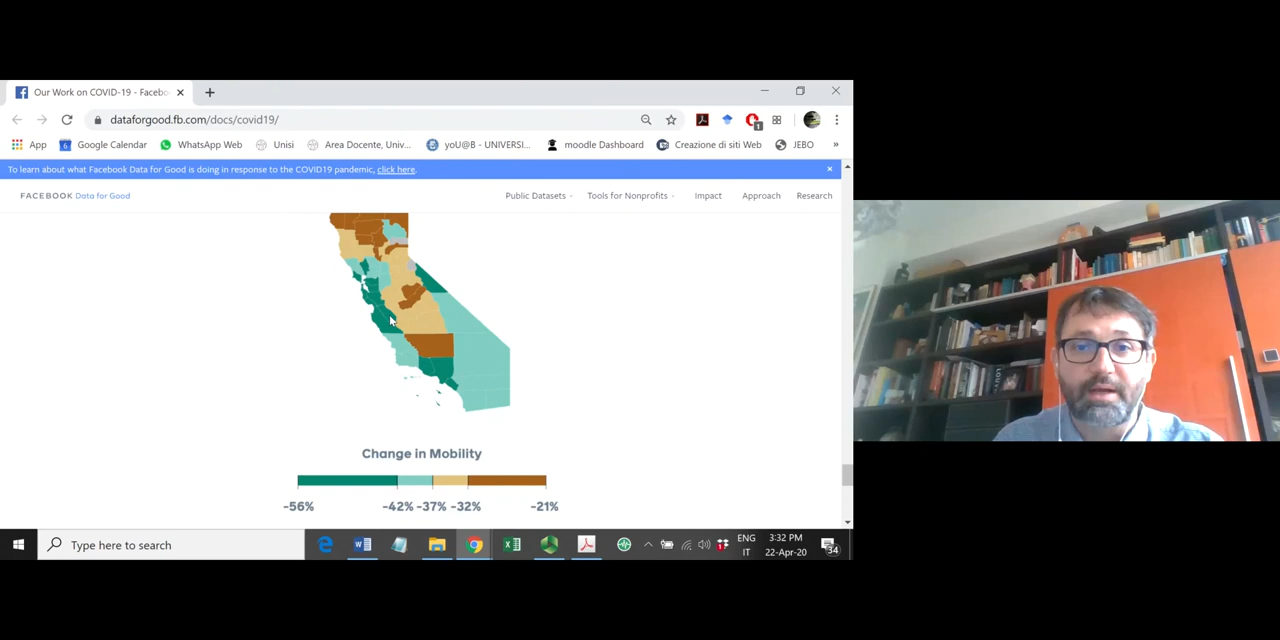 Our Work on COVID-19 - Facebo
dataforgood.fb.com/docs/covid19/
App Google Calendar WhatsApp Web Unisi Area Docente, Univ... yoU@B - UNIVERSI... moodle Dashboard Creazione di siti Web JEBO »
To learn about what Facebook Data for Good is doing in response to the COVID19 pandemic, click here.
FACEBOOK Data for Good Public Datasets Tools for Nonprofits Impact Approach Research
Change in Mobility
-56% -42% -37% -32% -21%
Type here to search
ENG 3:32 PM
IT 22-Apr-20
34